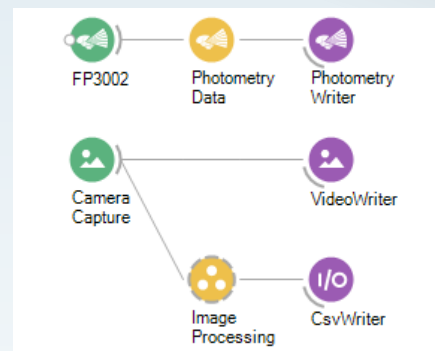 FP3002
Photometry
Data
Photometry
Writer
Camera
Capture
VideoWriter
I/O
Image
Processing
CsvWriter